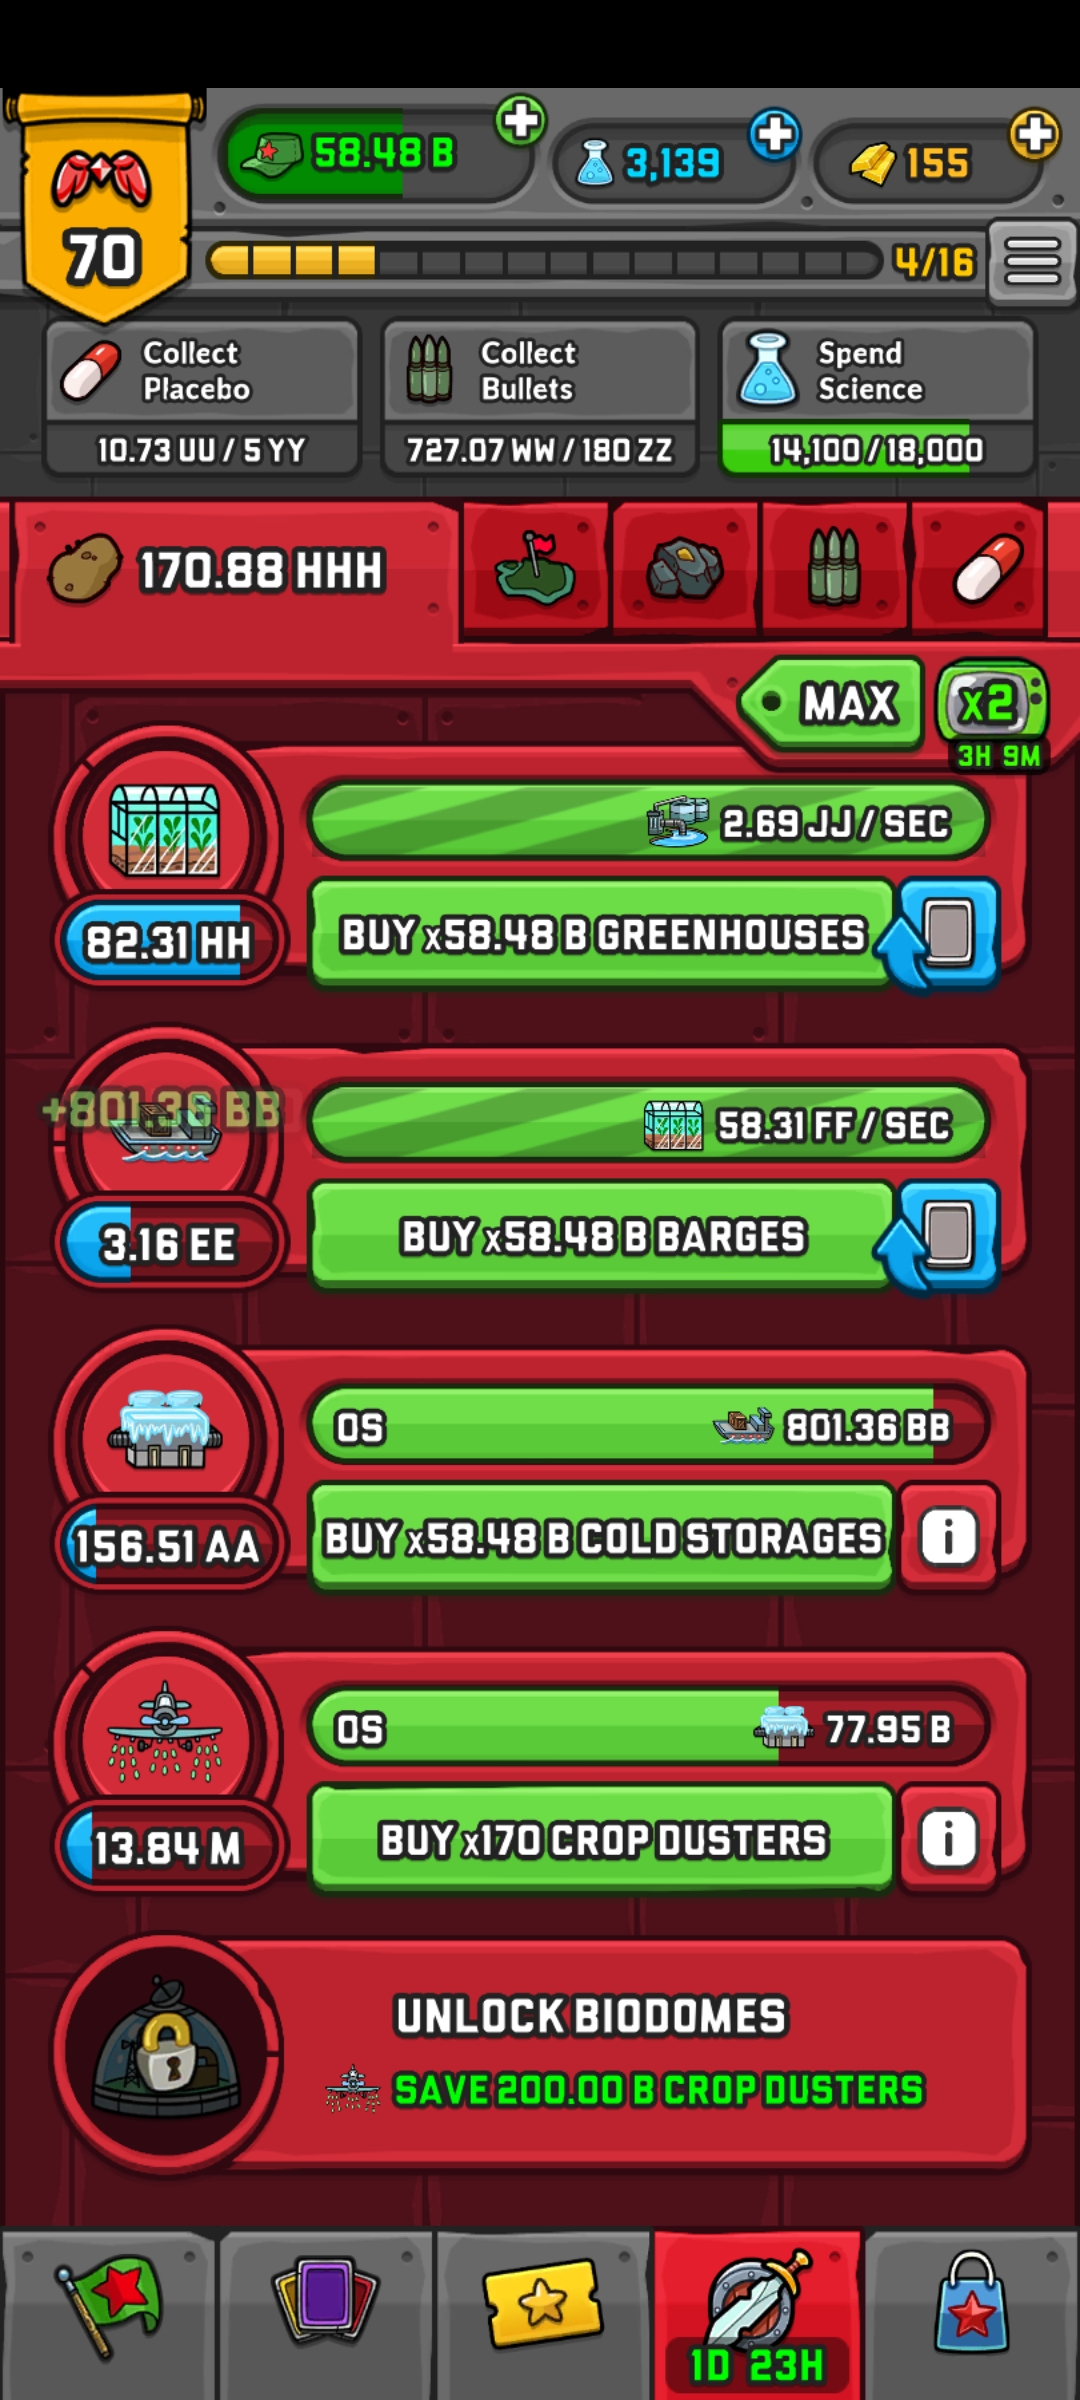 58.48 B
3,139
155
70
4/16
Collect
Placebo
10.73 UU / 5 YY
Collect
Bullets
727.07 WW / 180 ZZ
Spend
Science
14,100 / 18,000
170.88 HHH
MAX
x2
3H 9M
2.69 JJ / SEC
82.31 HH
BUY x58.48 B GREENHOUSES
+801.36 BB
58.31 FF / SEC
3.16 EE
BUY x58.48 B BARGES
0S
801.36 BB
156.51 AA
BUY x58.48 B COLD STORAGES
i
0S
77.95 B
13.84 M
BUY x170 CROP DUSTERS
i
UNLOCK BIODOMES
SAVE 200.00 B CROP DUSTERS
1D 23H